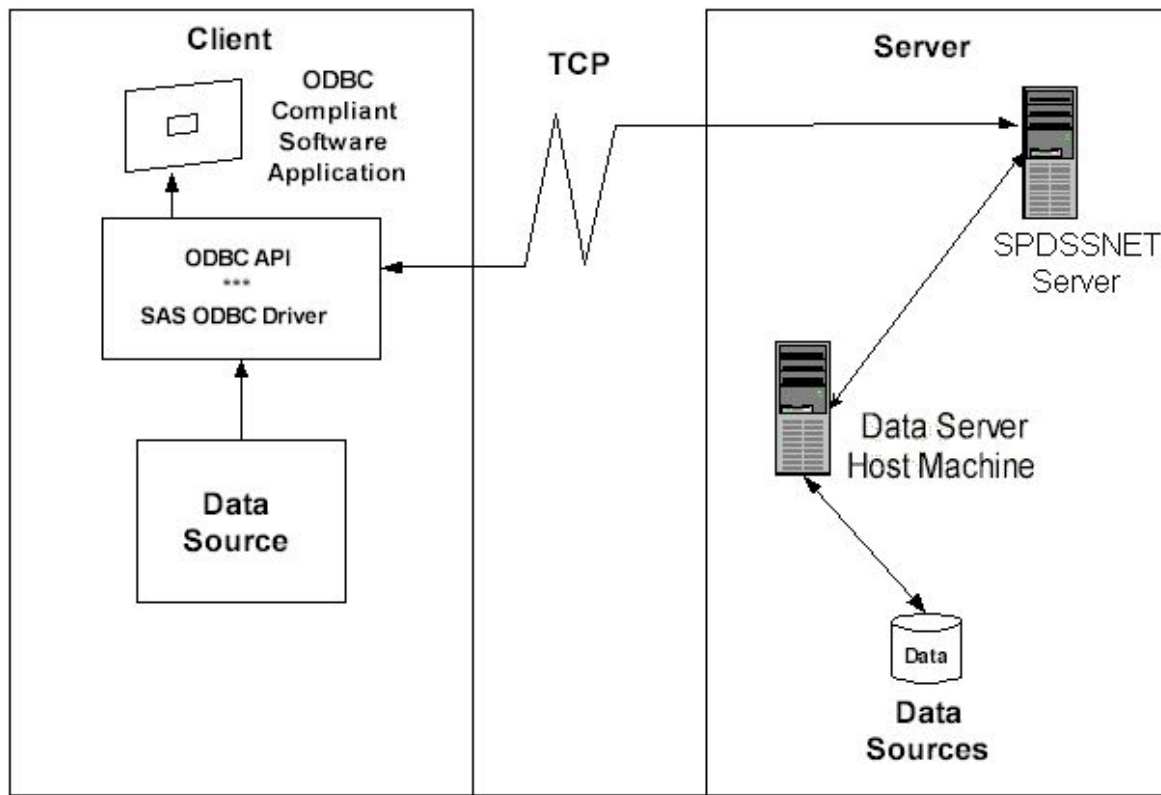 Client
ODBC
Compliant
Software
Application
ODBC API
***
SAS ODBC Driver
Data
Source
TCP
Server
SPDSSNET
Server
Data Server
Host Machine
Data
Data
Sources